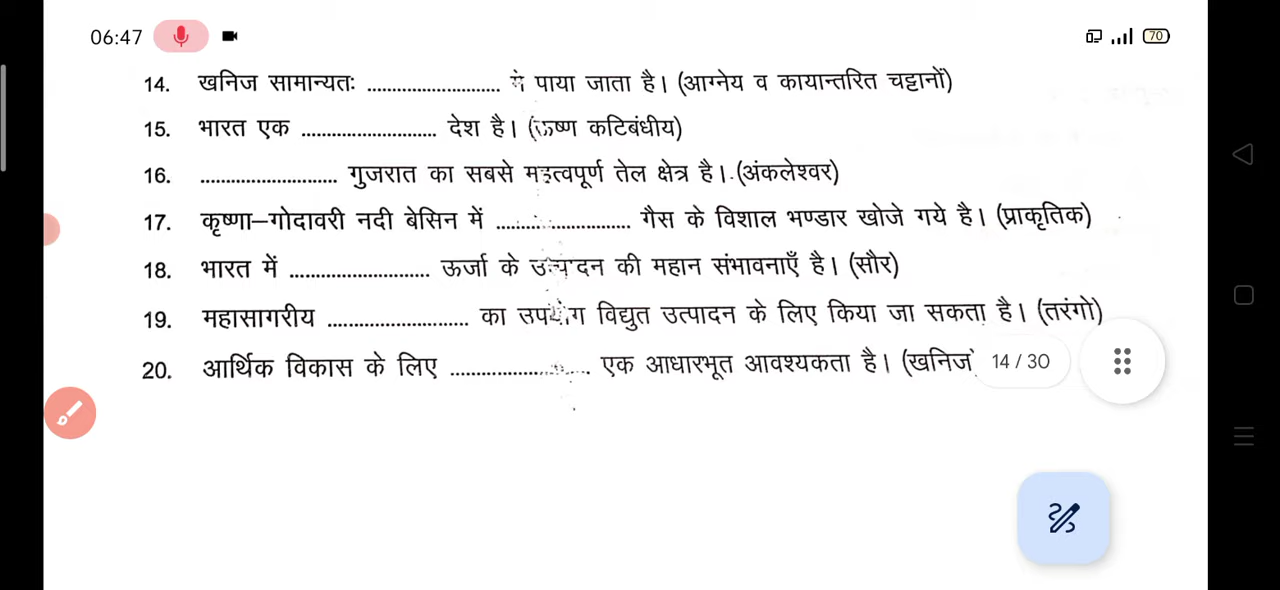 06:47
70
14. खनिज सामान्यतः .......................... में पाया जाता है। (आग्नेय व कायान्तरित चट्टानों)
15. भारत एक .......................... देश है। (ऊष्ण कटिबंधीय)
16. .......................... गुजरात का सबसे महत्वपूर्ण तेल क्षेत्र है। (अंकलेश्वर)
17. कृष्णा–गोदावरी नदी बेसिन में .......................... गैस के विशाल भण्डार खोजे गये है। (प्राकृतिक)
18. भारत में .......................... ऊर्जा के उत्पादन की महान संभावनाएँ है। (सौर)
19. महासागरीय .......................... का उपयोग विद्युत उत्पादन के लिए किया जा सकता है। (तरंगो)
20. आर्थिक विकास के लिए .......................... एक आधारभूत आवश्यकता है। (खनिज)
14 / 30